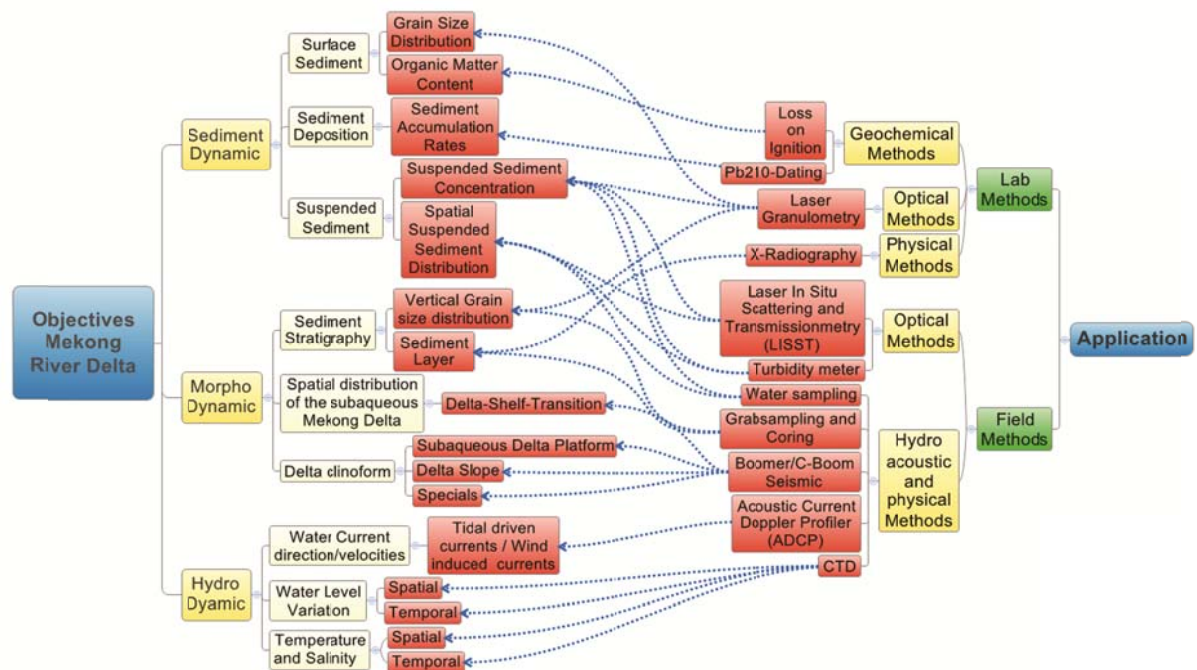 Objectives
Mekong
River Delta
Sediment
Dynamic
Surface
Sediment
Grain Size
Distribution
Organic Matter
Content
Sediment
Deposition
Sediment
Accumulation
Rates
Suspended
Sediment
Suspended Sediment
Concentration
Spatial
Suspended
Sediment
Distribution
Morpho
Dynamic
Sediment
Stratigraphy
Vertical Grain
size distribution
Sediment
Layer
Spatial distribution
of the subaqueous
Mekong Delta
Delta-Shelf-Transition
Delta clinoform
Subaqueous Delta Platform
Delta Slope
Specials
Hydro
Dyamic
Water Current
direction/velocities
Tidal driven
currents / Wind
induced currents
Water Level
Variation
Spatial
Temporal
Temperature
and Salinity
Spatial
Temporal
Loss
on
Ignition
Pb210-Dating
Geochemical
Methods
Laser
Granulometry
Optical
Methods
X-Radiography
Physical
Methods
Lab
Methods
Laser In Situ
Scattering and
Transmissionmetry
(LISST)
Turbidity meter
Optical
Methods
Water sampling
Grabsampling and
Coring
Boomer/C-Boom
Seismic
Acoustic Current
Doppler Profiler
(ADCP)
CTD
Hydro
acoustic
and
physical
Methods
Field
Methods
Application